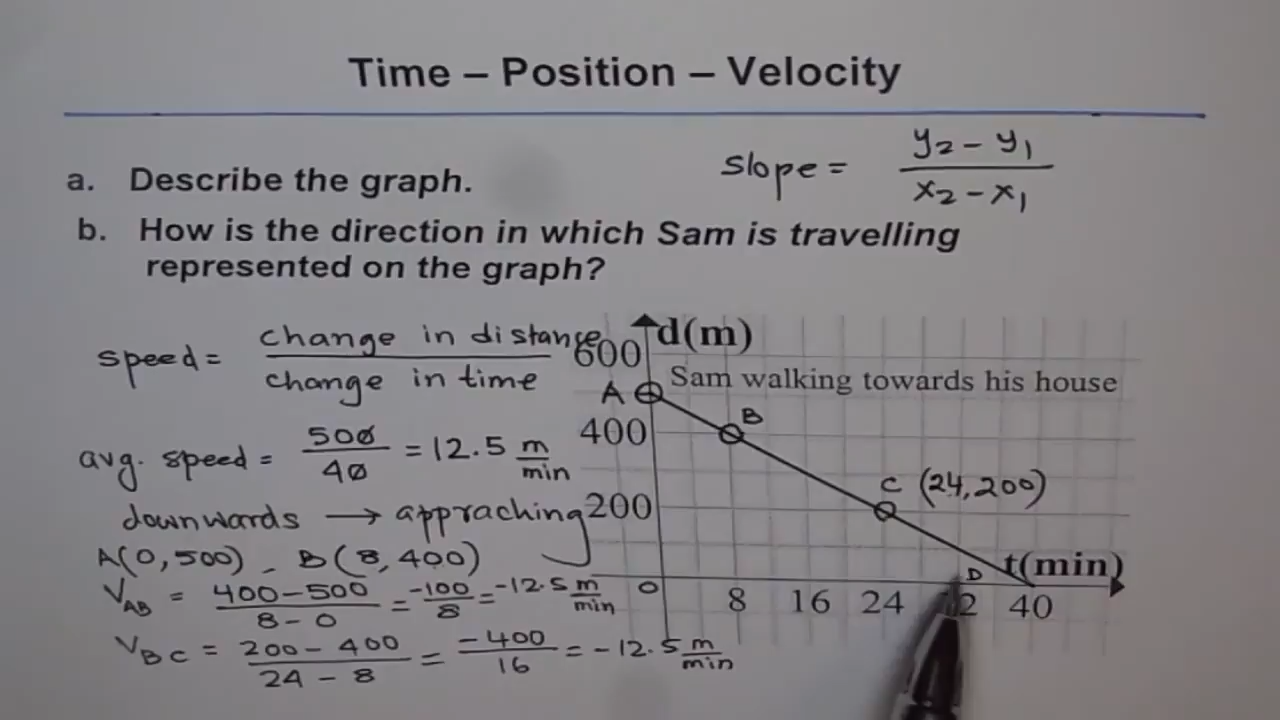 Time – Position – Velocity
Slope = y₂ – y₁ / x₂ – x₁
a. Describe the graph.
b. How is the direction in which Sam is travelling
represented on the graph?
speed = change in distance / change in time
avg. speed = 500 / 40 = 12.5 m/min
downwards → appraching
A(0,500) - B(8,400)
V_AB = 400 – 500 / 8 – 0 = -100 / 8 = -12.5 m/min
V_BC = 200 – 400 / 24 – 8 = -400 / 16 = -12.5 m/min
d(m)
600
Sam walking towards his house
A
B
400
C (24,200)
200
D
t(min)
0 8 16 24 40